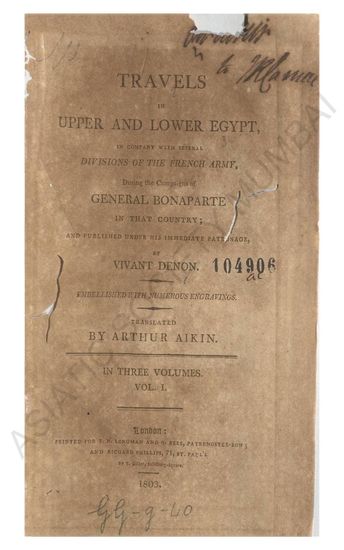 TRAVELS
IN
UPPER AND LOWER EGYPT,
IN COMPANY WITH SEVERAL
DIVISIONS OF THE FRENCH ARMY,
During the Campaigns of
GENERAL BONAPARTE
IN THAT COUNTRY;
AND PUBLISHED UNDER HIS IMMEDIATE PATRONAGE,
BY
VIVANT DENON.
104906
EMBELLISHED WITH NUMEROUS ENGRAVINGS.
TRANSLATED
BY ARTHUR AIKIN.
IN THREE VOLUMES.
VOL. I.
London:
PRINTED FOR T. N. LONGMAN AND O. REES, PATERNOSTER-ROW;
AND RICHARD PHILLIPS, 71, ST. PAUL'S
Salisbury-Square.
1803.
GG-g-40